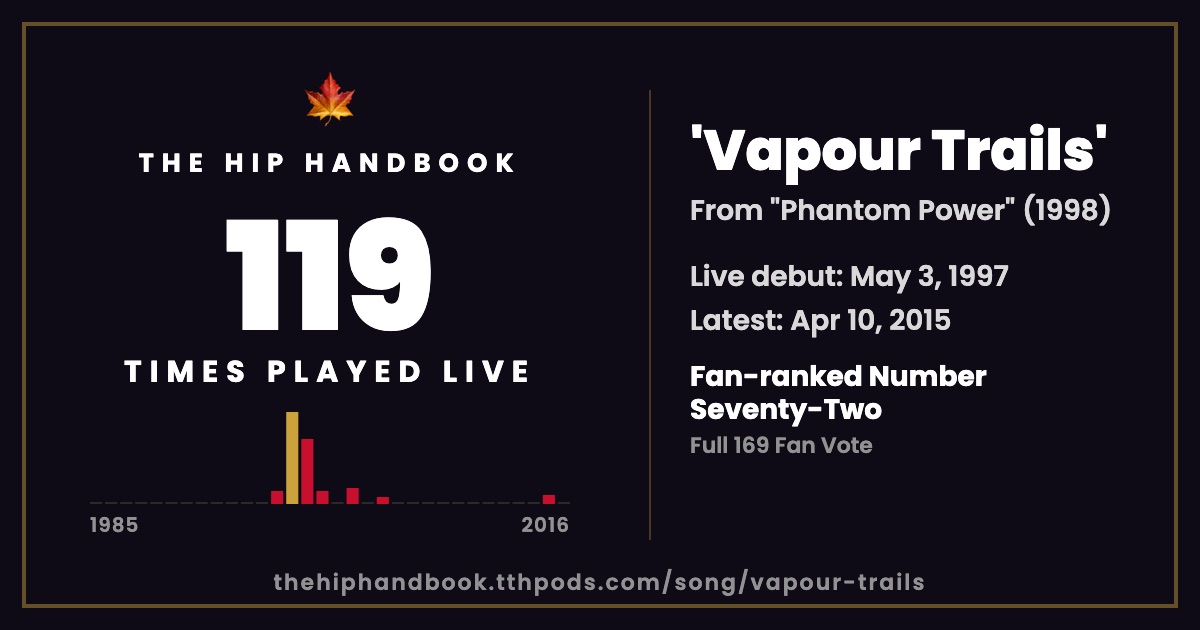 THE HIP HANDBOOK
119
TIMES PLAYED LIVE
1985
2016
'Vapour Trails'
From "Phantom Power" (1998)
Live debut: May 3, 1997
Latest: Apr 10, 2015
Fan-ranked Number
Seventy-Two
Full 169 Fan Vote
thehiphandbook.tthpods.com/song/vapour-trails